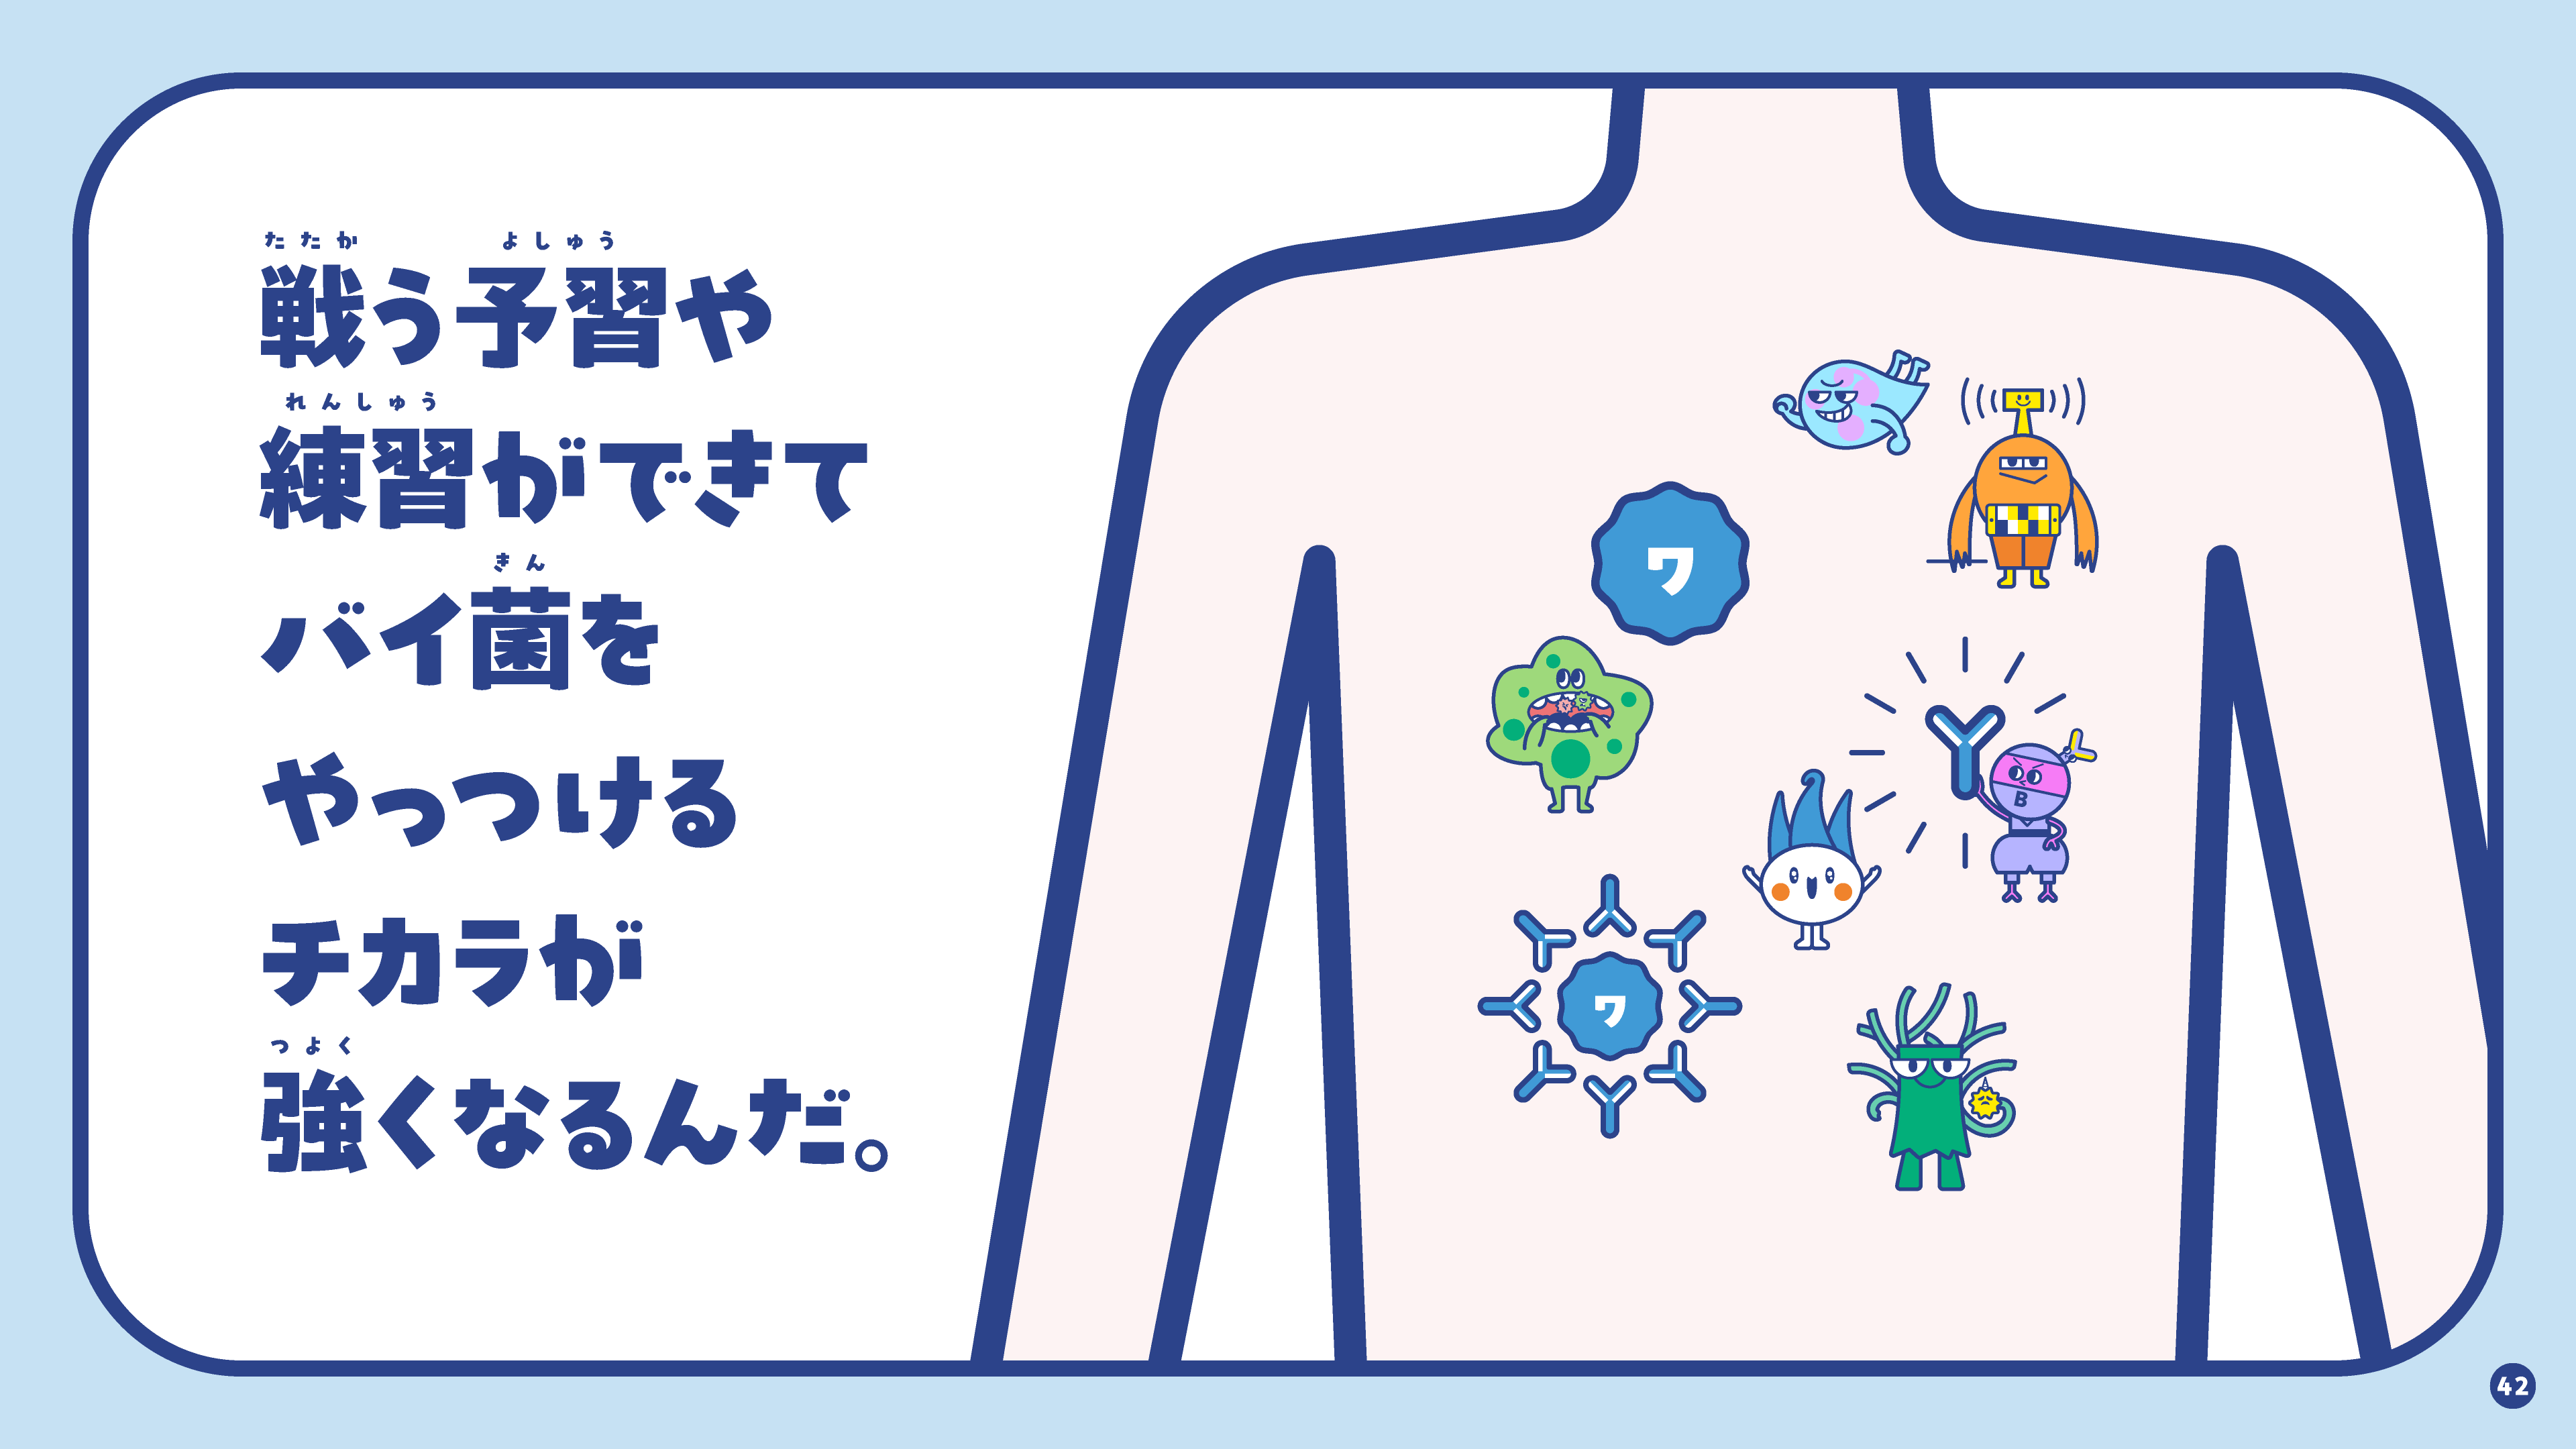 たたか よしゅう
戦う予習や
れんしゅう
練習ができて
きん
バイ菌を
やっつける
チカラが
つよく
強くなるんだ。
ワ
B
ワ
42